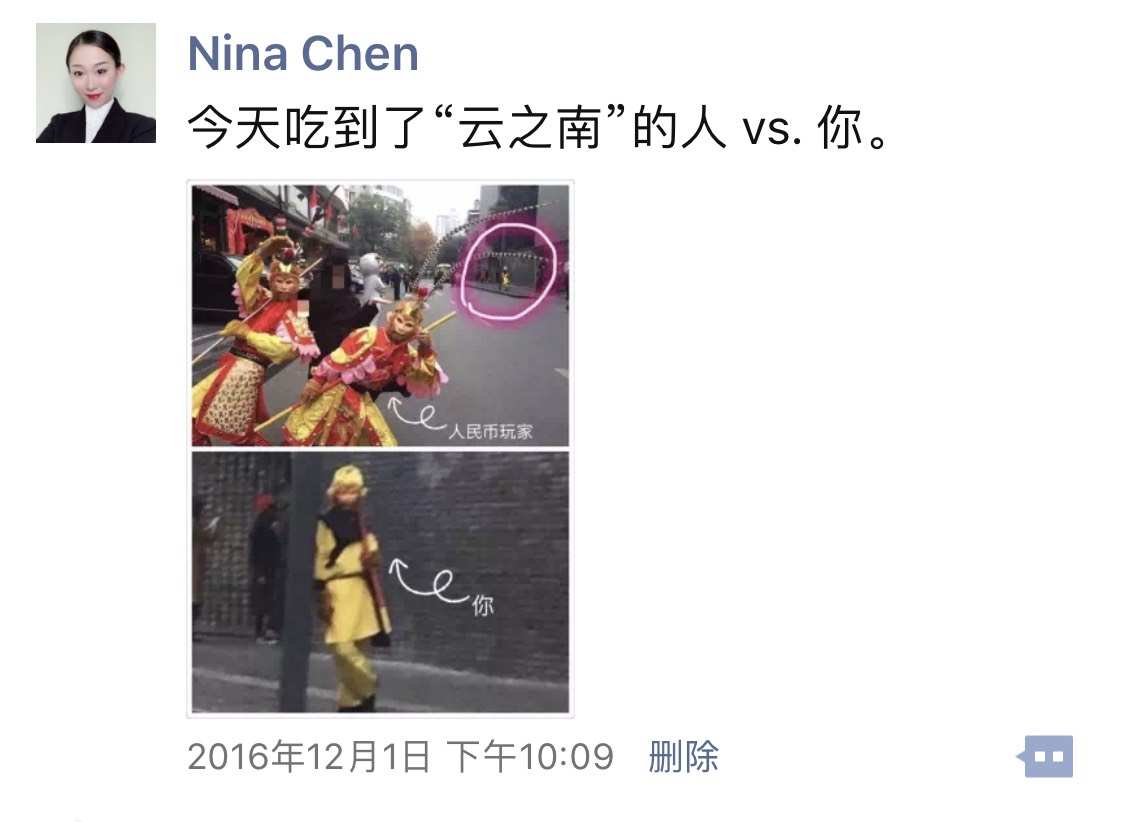 Nina Chen
今天吃到了“云之南”的人 vs. 你。
人民币玩家
你
2016年12月1日 下午10:09 删除